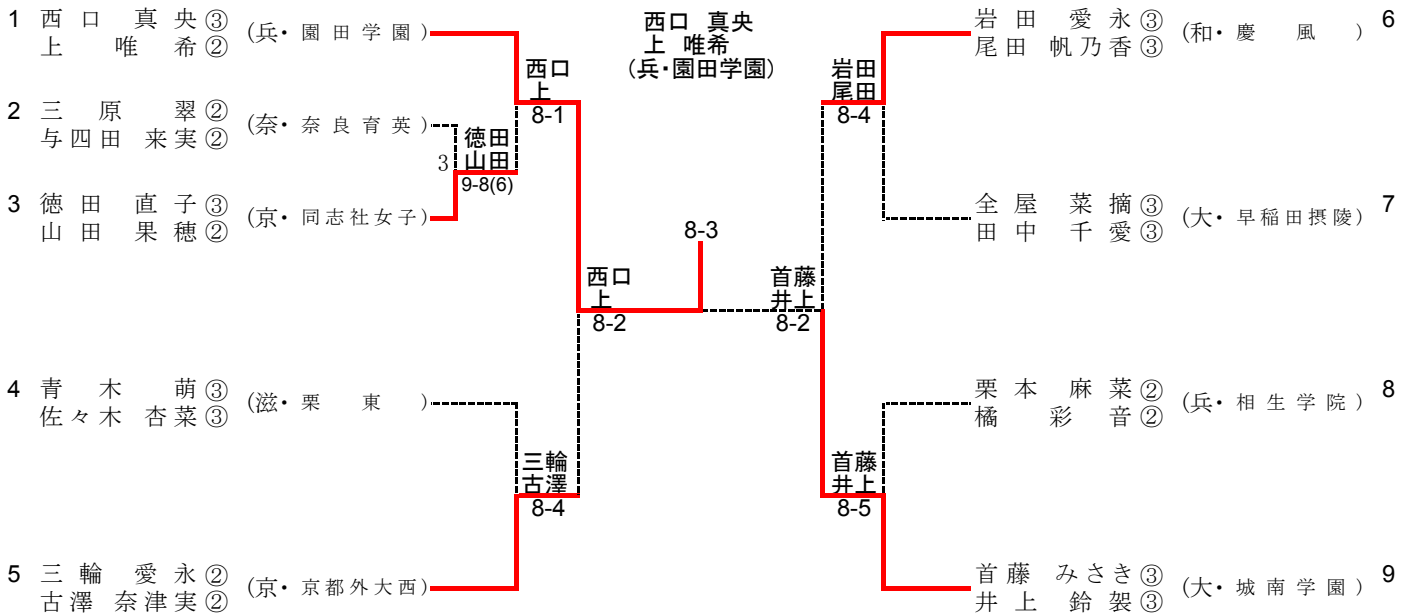 1 西口 真央③ (兵・園田学園)
上 唯希②
2 三原 翠② (奈・奈良育英)
与四田 来実②
3 徳田 直子③ (京・同志社女子)
山田 果穂②
4 青木 萌③ (滋・栗東)
佐々木 杏菜③
5 三輪 愛永② (京・京都外大西)
古澤 奈津実②
3
徳田
山田
9-8(6)
西口
上
8-1
三輪
古澤
8-4
西口
上
8-2
西口 真央
上 唯希
(兵・園田学園)
8-3
首藤
井上
8-2
岩田
尾田
8-4
首藤
井上
8-5
岩田 愛永③ (和・慶風) 6
尾田 帆乃香③
全屋 菜摘③ (大・早稲田摂陵) 7
田中 千愛③
栗本 麻菜② (兵・相生学院) 8
橘 彩音②
首藤 みさき③ (大・城南学園) 9
井上 鈴袈③